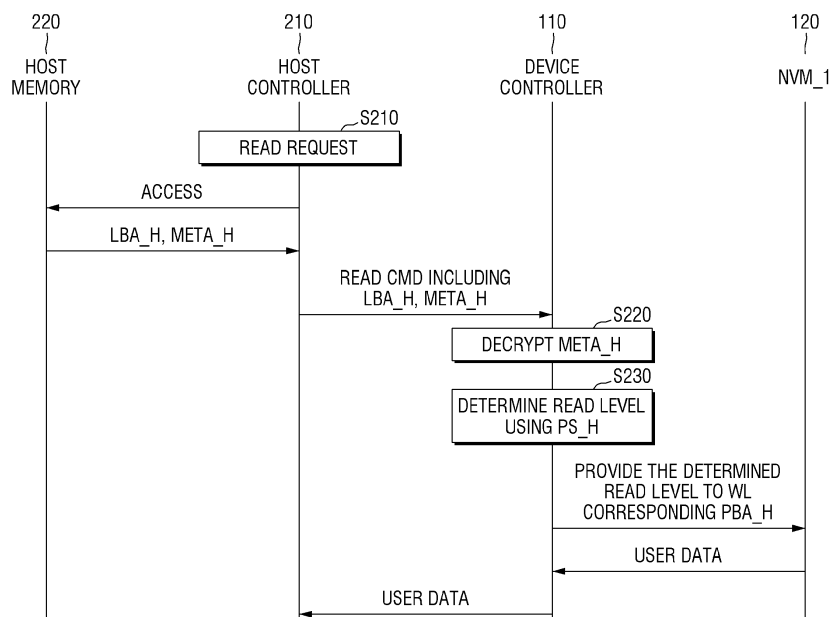 220
210
110
120
HOST
MEMORY
HOST
CONTROLLER
DEVICE
CONTROLLER
NVM_1
S210
READ REQUEST
ACCESS
LBA_H, META_H
READ CMD INCLUDING
LBA_H, META_H
S220
DECRYPT META_H
S230
DETERMINE READ LEVEL
USING PS_H
PROVIDE THE DETERMINED
READ LEVEL TO WL
CORRESPONDING PBA_H
USER DATA
USER DATA